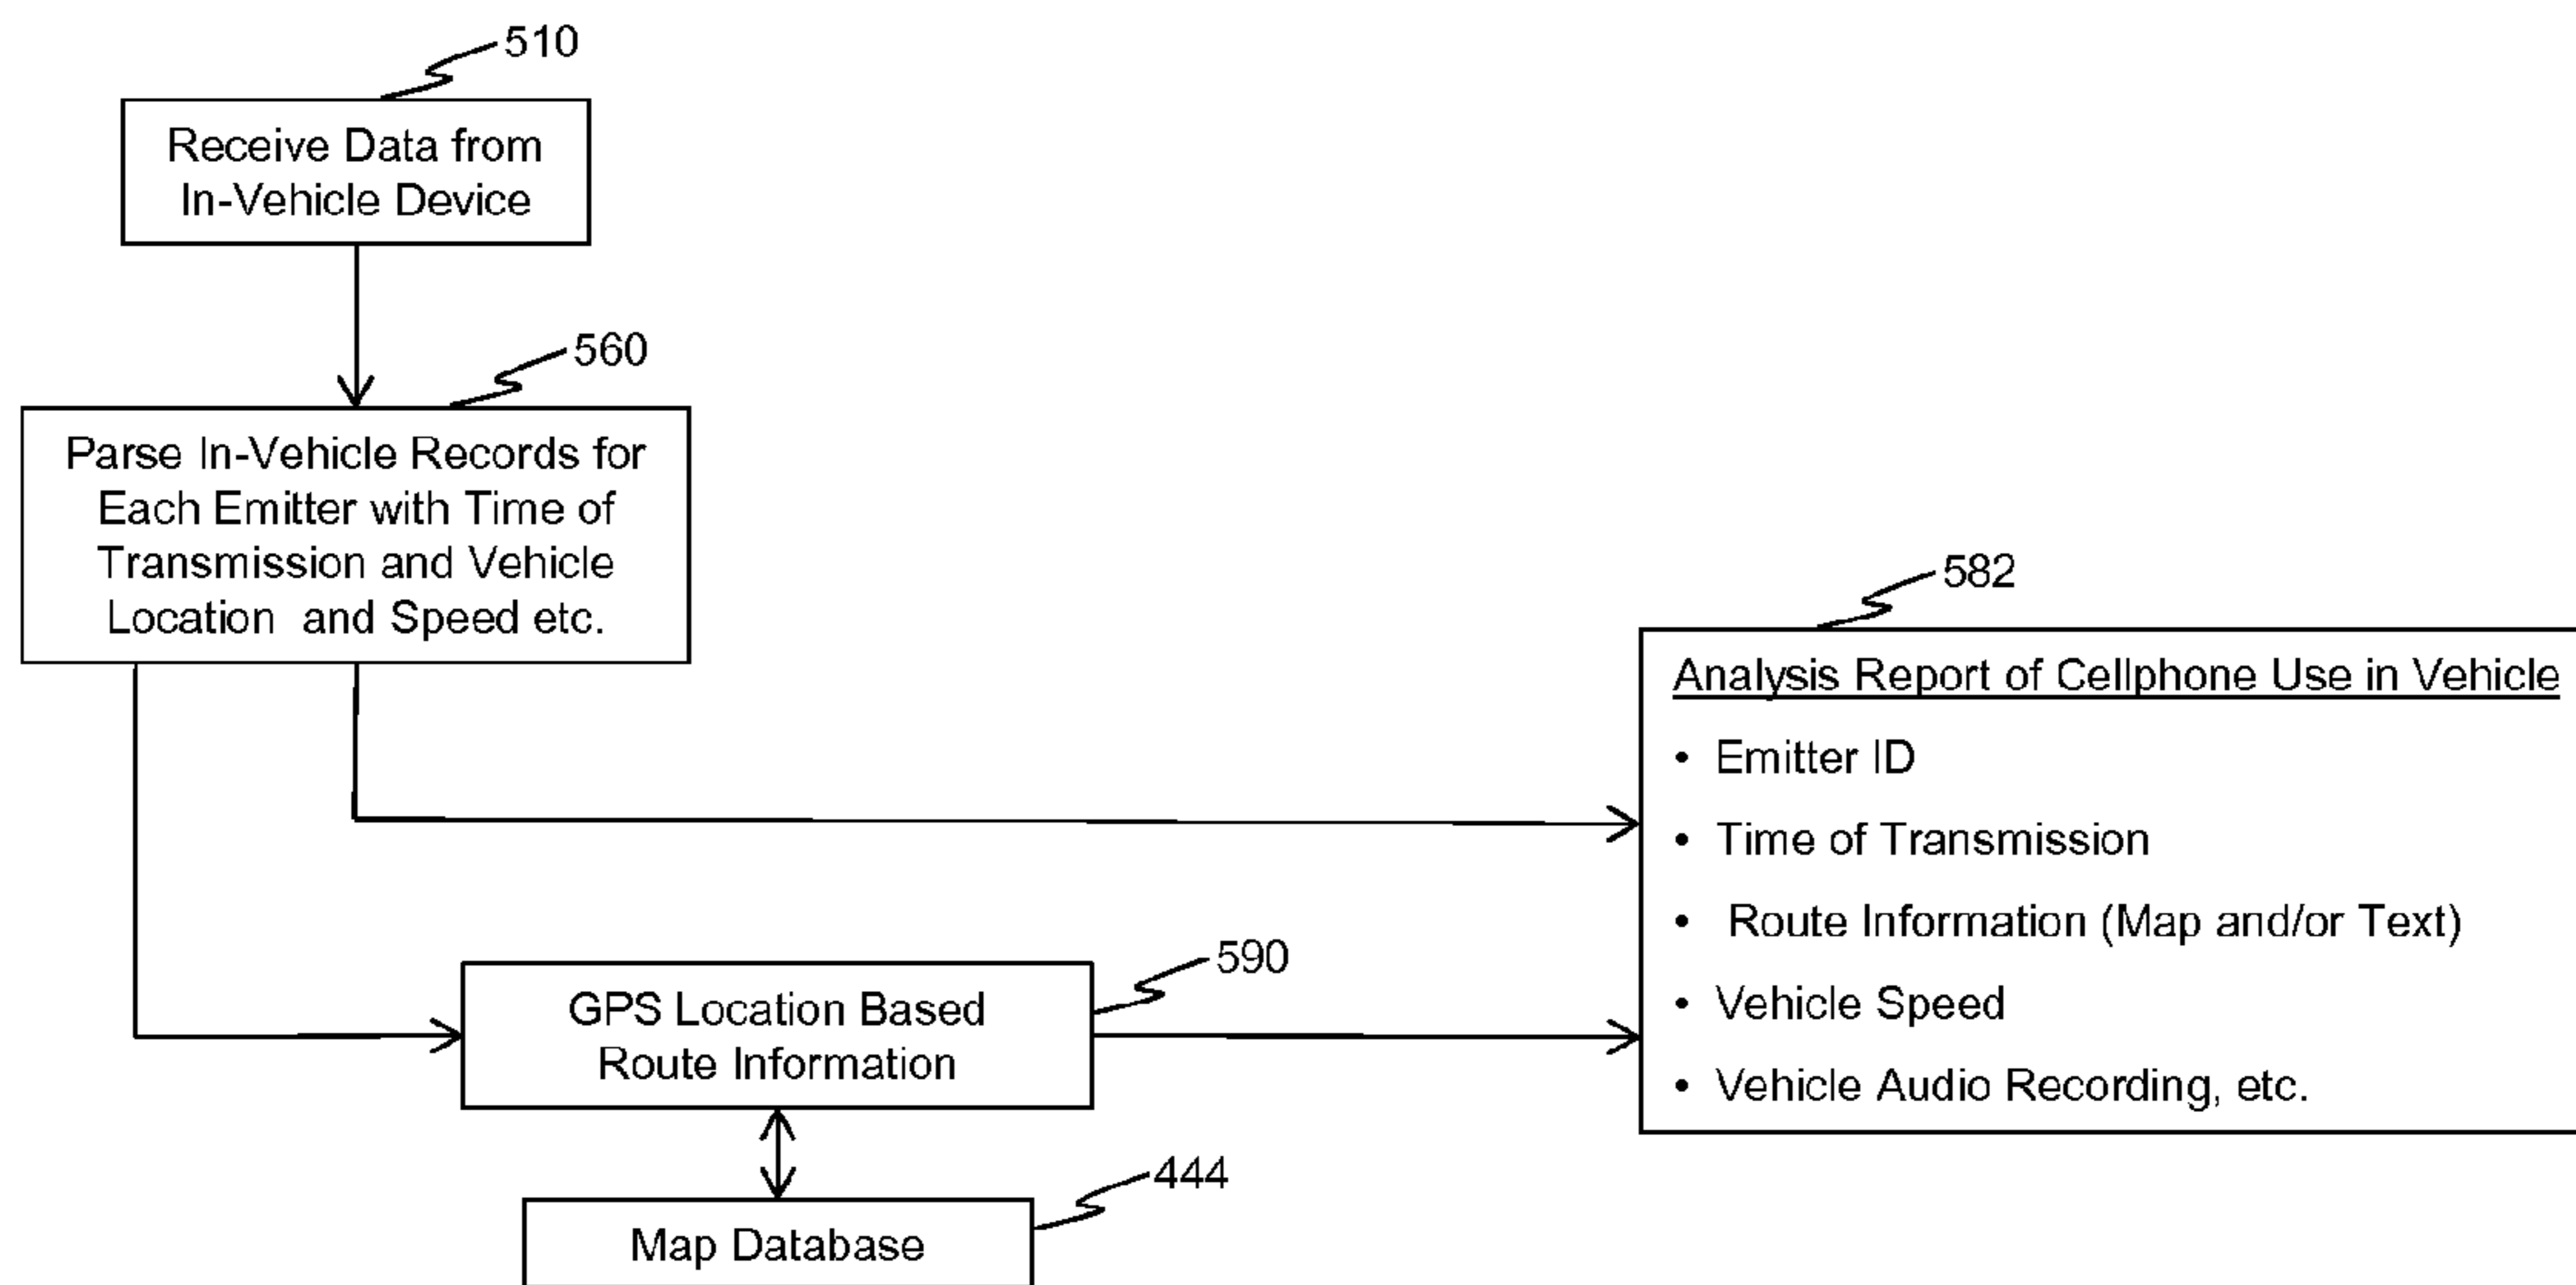 510
Receive Data from
In-Vehicle Device
560
Parse In-Vehicle Records for
Each Emitter with Time of
Transmission and Vehicle
Location and Speed etc.
582
Analysis Report of Cellphone Use in Vehicle
• Emitter ID
• Time of Transmission
• Route Information (Map and/or Text)
• Vehicle Speed
• Vehicle Audio Recording, etc.
590
GPS Location Based
Route Information
444
Map Database